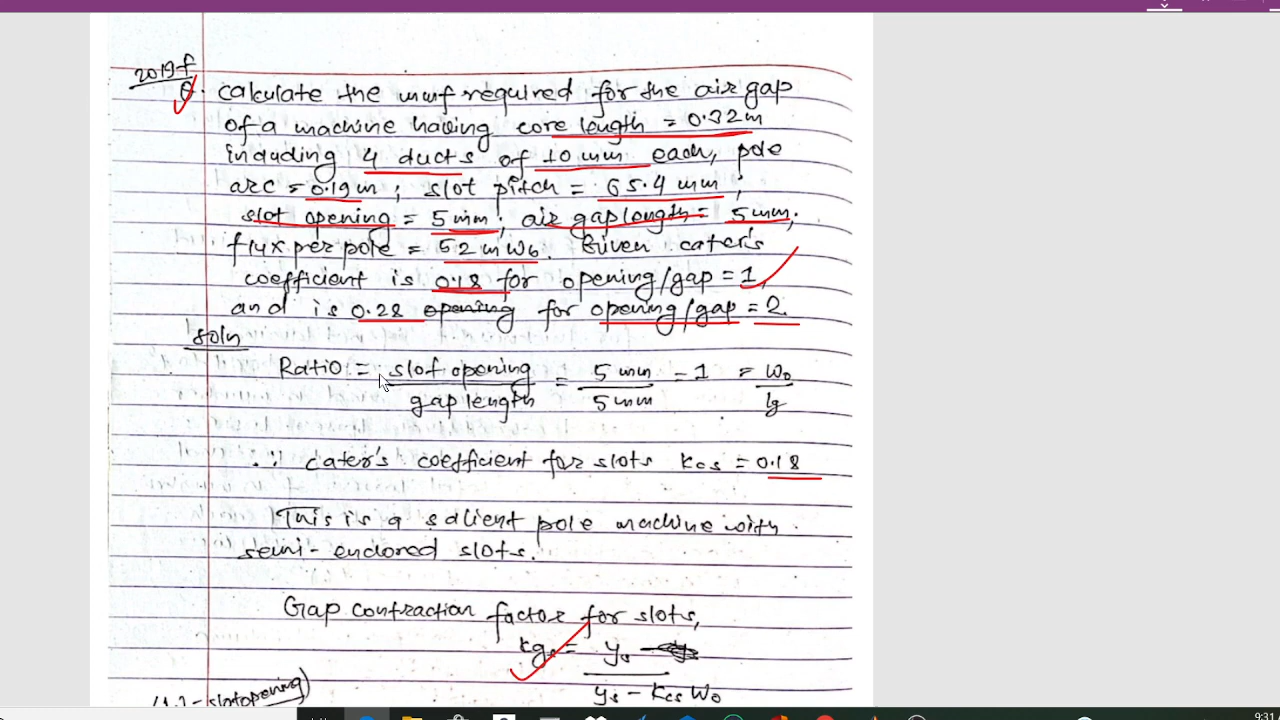 2019f
Q. calculate the mmf required for the air gap
of a machine having core length = 0.32m
including 4 ducts of 10 mm each, pole
arc = 0.19m ; slot pitch = 65.4 mm ;
slot opening = 5 mm ; air gap length = 5 mm ;
flux per pole = 52 mWb. Given cater's
coefficient is 0.18 for opening/gap = 1,
and is 0.28 opening for opening/gap = 2.
Soln
Ratio = slot opening / gap length = 5 mm / 5 mm = 1 = Wo / lg
∴ cater's coefficient for slots Kcs = 0.18
This is a salient pole machine with
semi-enclosed slots.
Gap contraction factor for slots,
Kgs = ys / ys - Kcs Wo
slot opening)
9:31